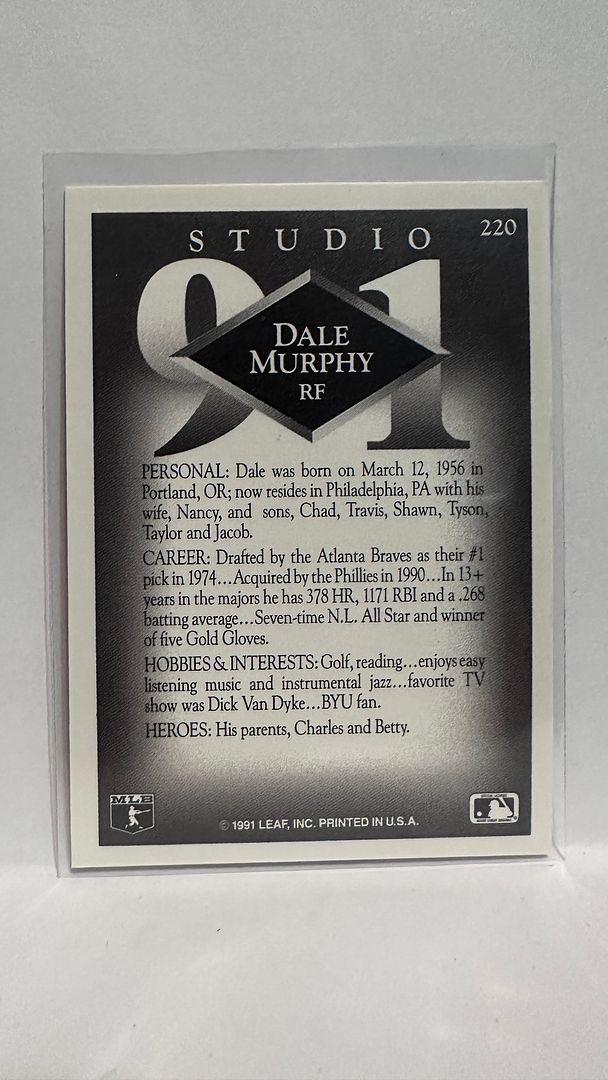 STUDIO 220
91
DALE
MURPHY
RF
PERSONAL: Dale was born on March 12, 1956 in
Portland, OR; now resides in Philadelphia, PA with his
wife, Nancy, and sons, Chad, Travis, Shawn, Tyson,
Taylor and Jacob.
CAREER: Drafted by the Atlanta Braves as their #1
pick in 1974...Acquired by the Phillies in 1990...In 13+
years in the majors he has 378 HR, 1171 RBI and a .268
batting average...Seven-time N.L. All Star and winner
of five Gold Gloves.
HOBBIES & INTERESTS: Golf, reading...enjoys easy
listening music and instrumental jazz...favorite TV
show was Dick Van Dyke...BYU fan.
HEROES: His parents, Charles and Betty.
MLB
© 1991 LEAF, INC. PRINTED IN U.S.A.